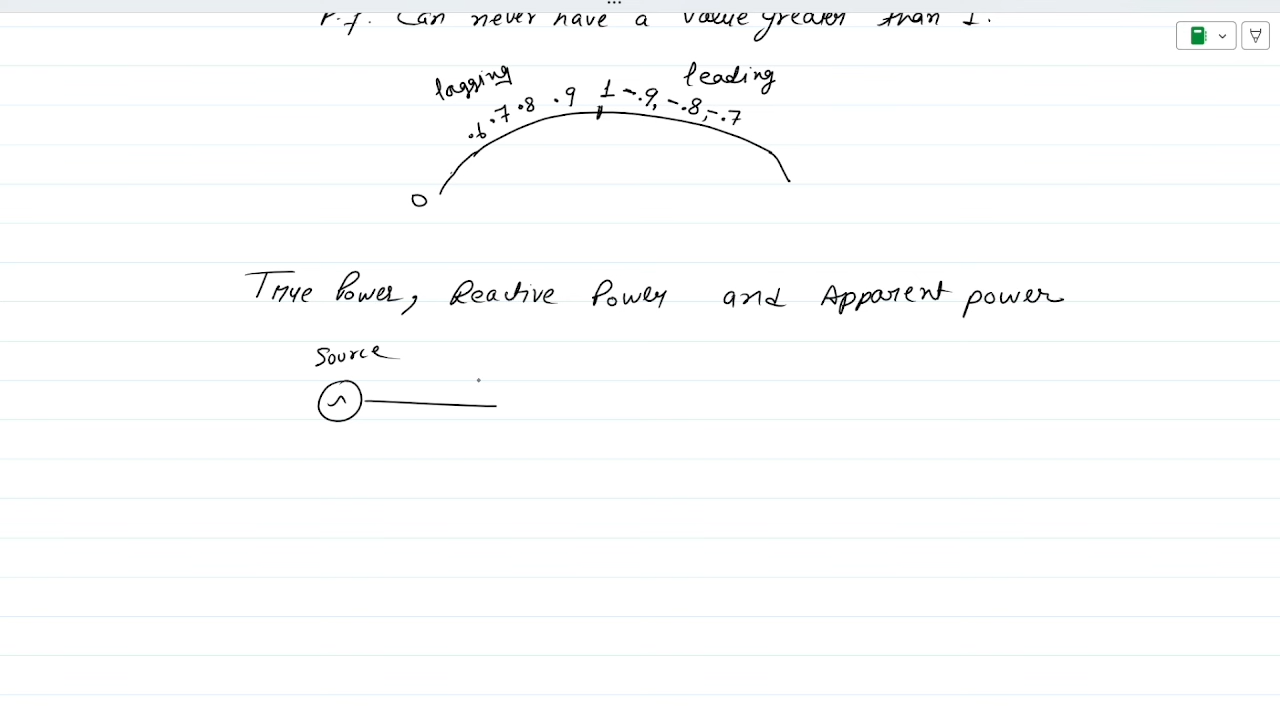 P.f. Can never have a value greater than 1.
lagging leading
0 .6 .7 .8 .9 1 -.9, -.8, -.7
True Power, Reactive Power and Apparent power
Source